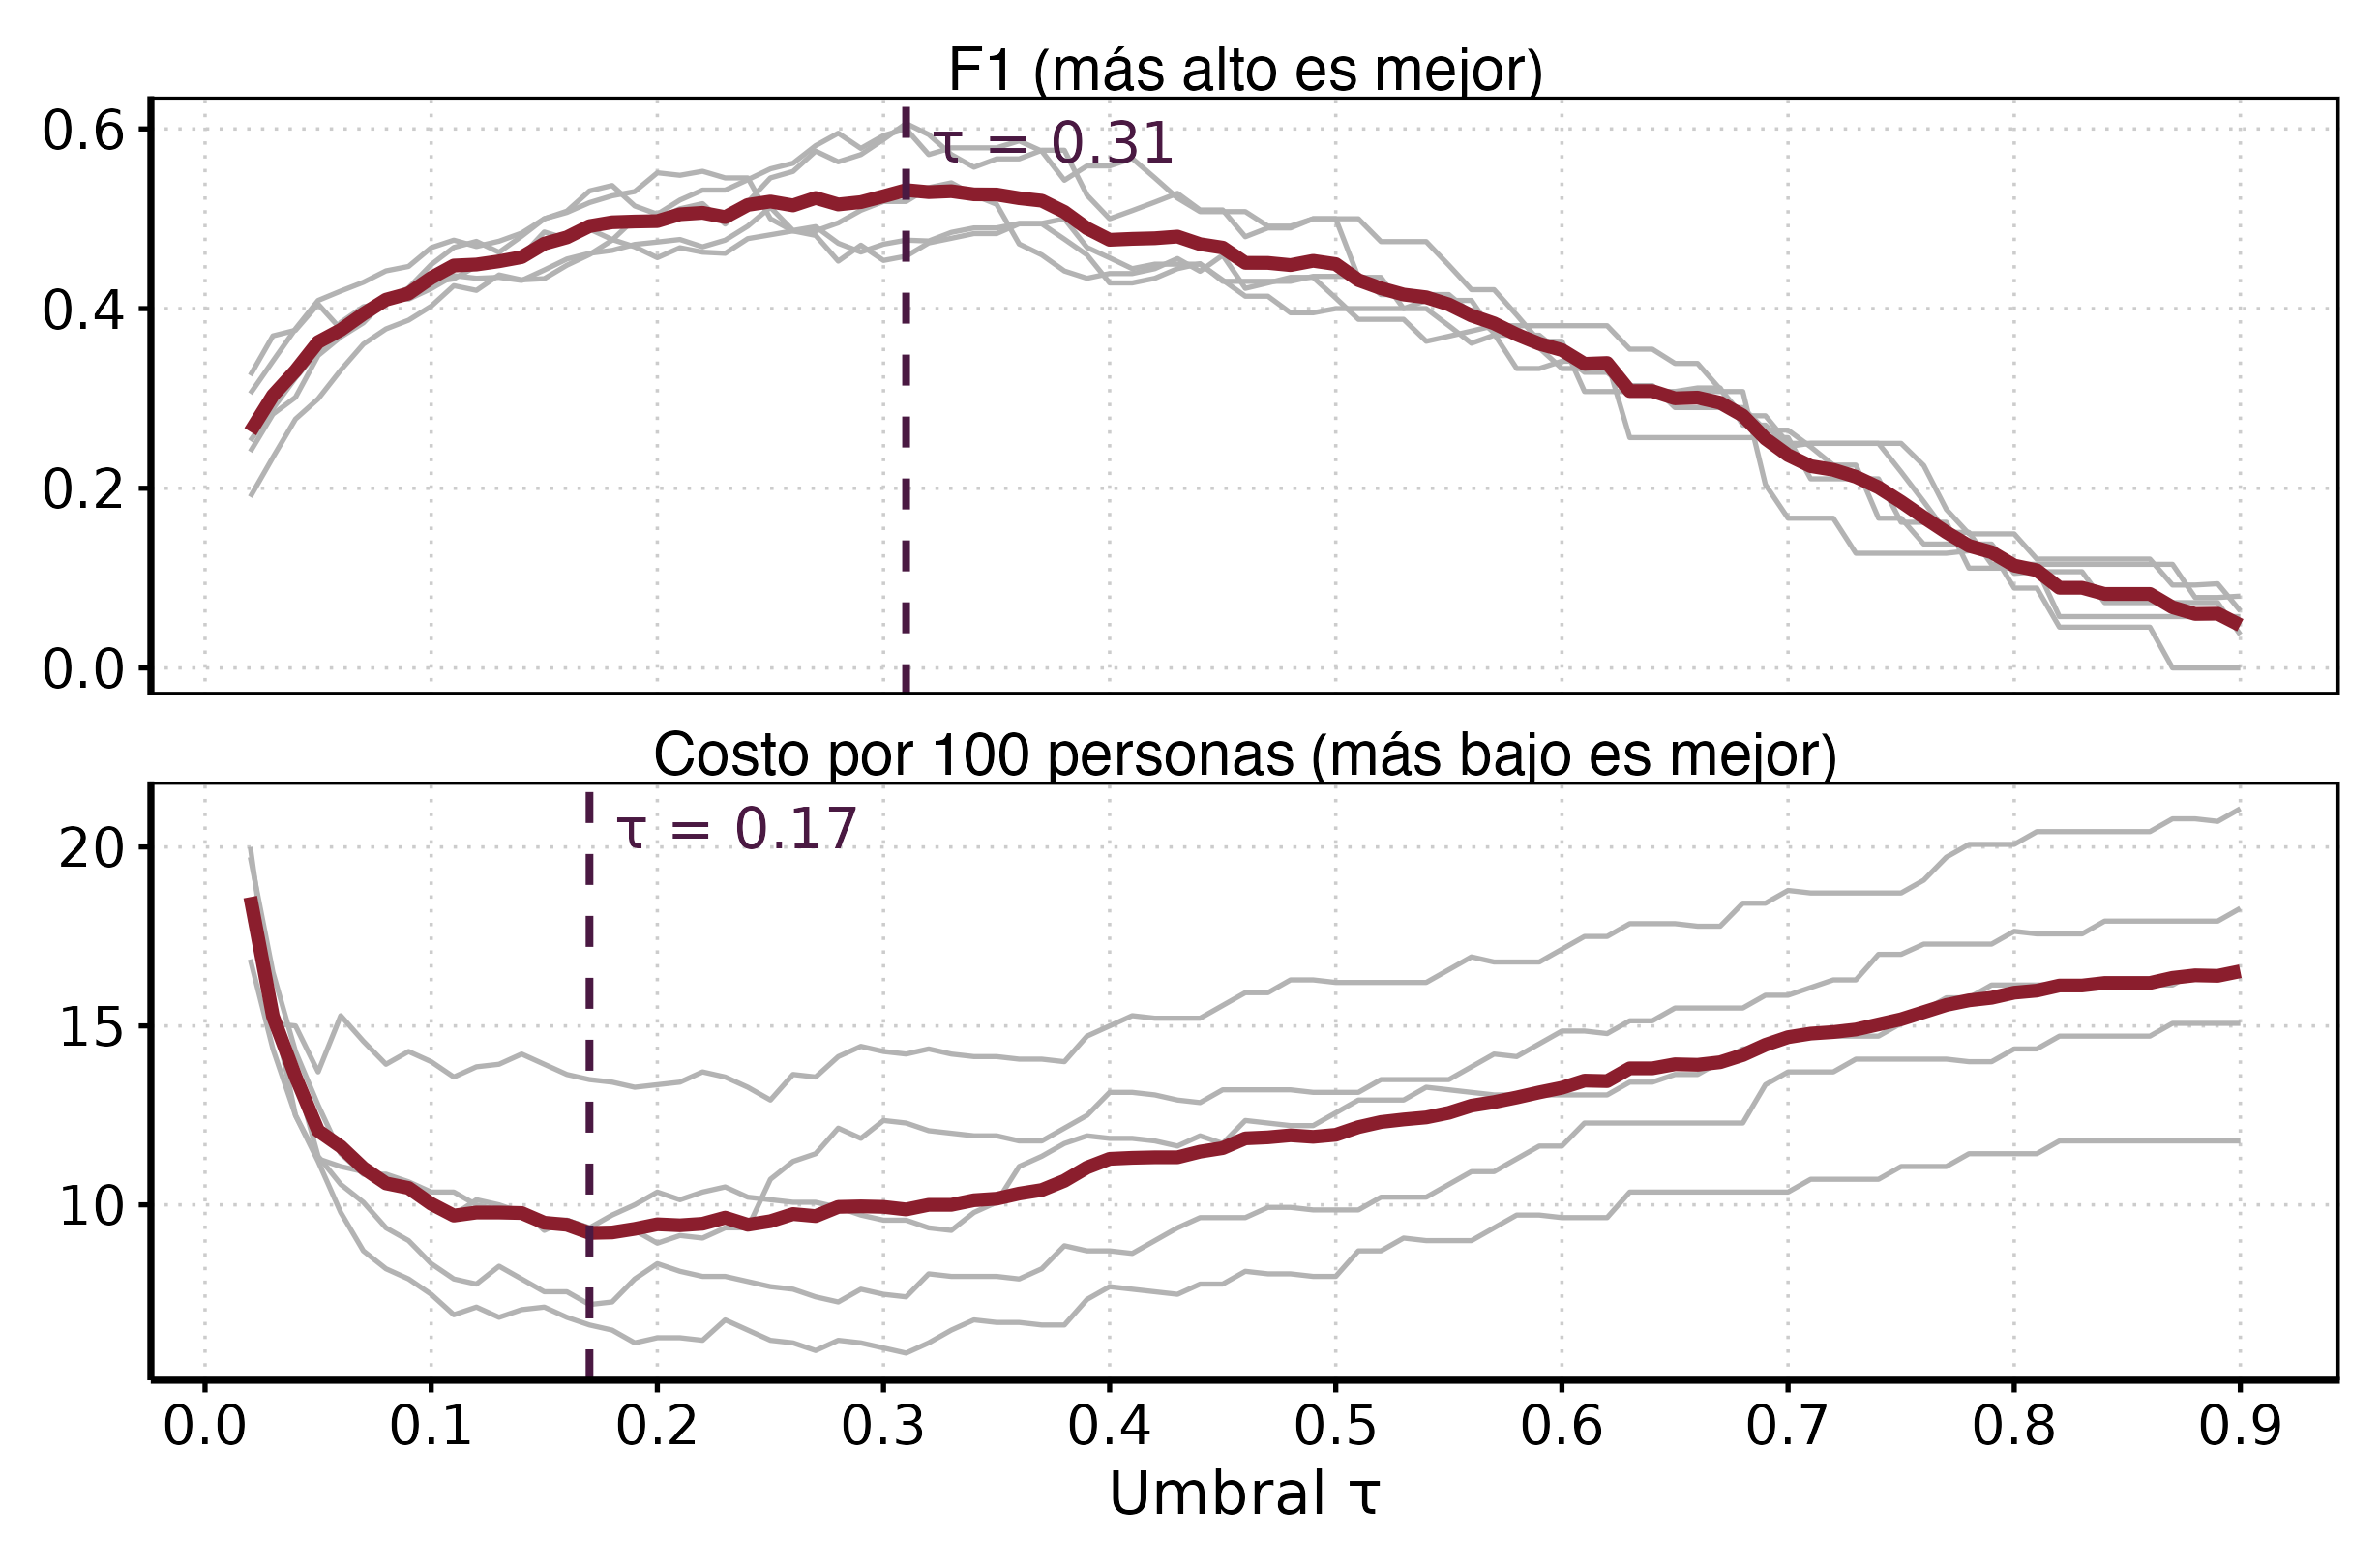 F1 (más alto es mejor)
0.6
τ = 0.31
0.4
0.2
0.0
Costo por 100 personas (más bajo es mejor)
τ = 0.17
20
15
10
0.0 0.1 0.2 0.3 0.4 0.5 0.6 0.7 0.8 0.9
Umbral τ